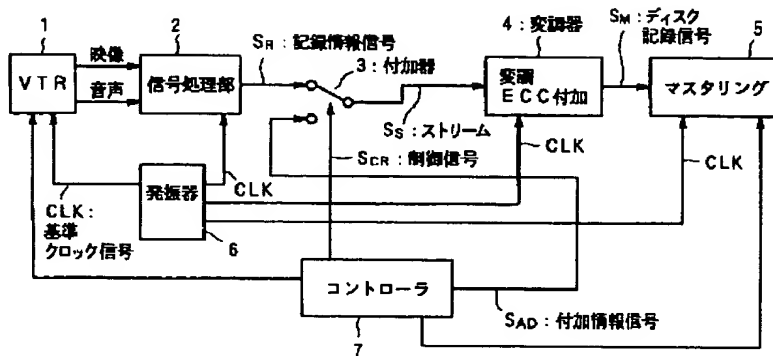 1
2
4：変調器
5
SR：記録情報信号
SM：ディスク
記録信号
映像
音声
VTR
信号処理部
3：付加器
変調
ECC付加
マスタリング
SS：ストリーム
SCR：制御信号
CLK
CLK
CLK
発振器
6
CLK：
基準
クロック信号
コントローラ
7
SAD：付加情報信号